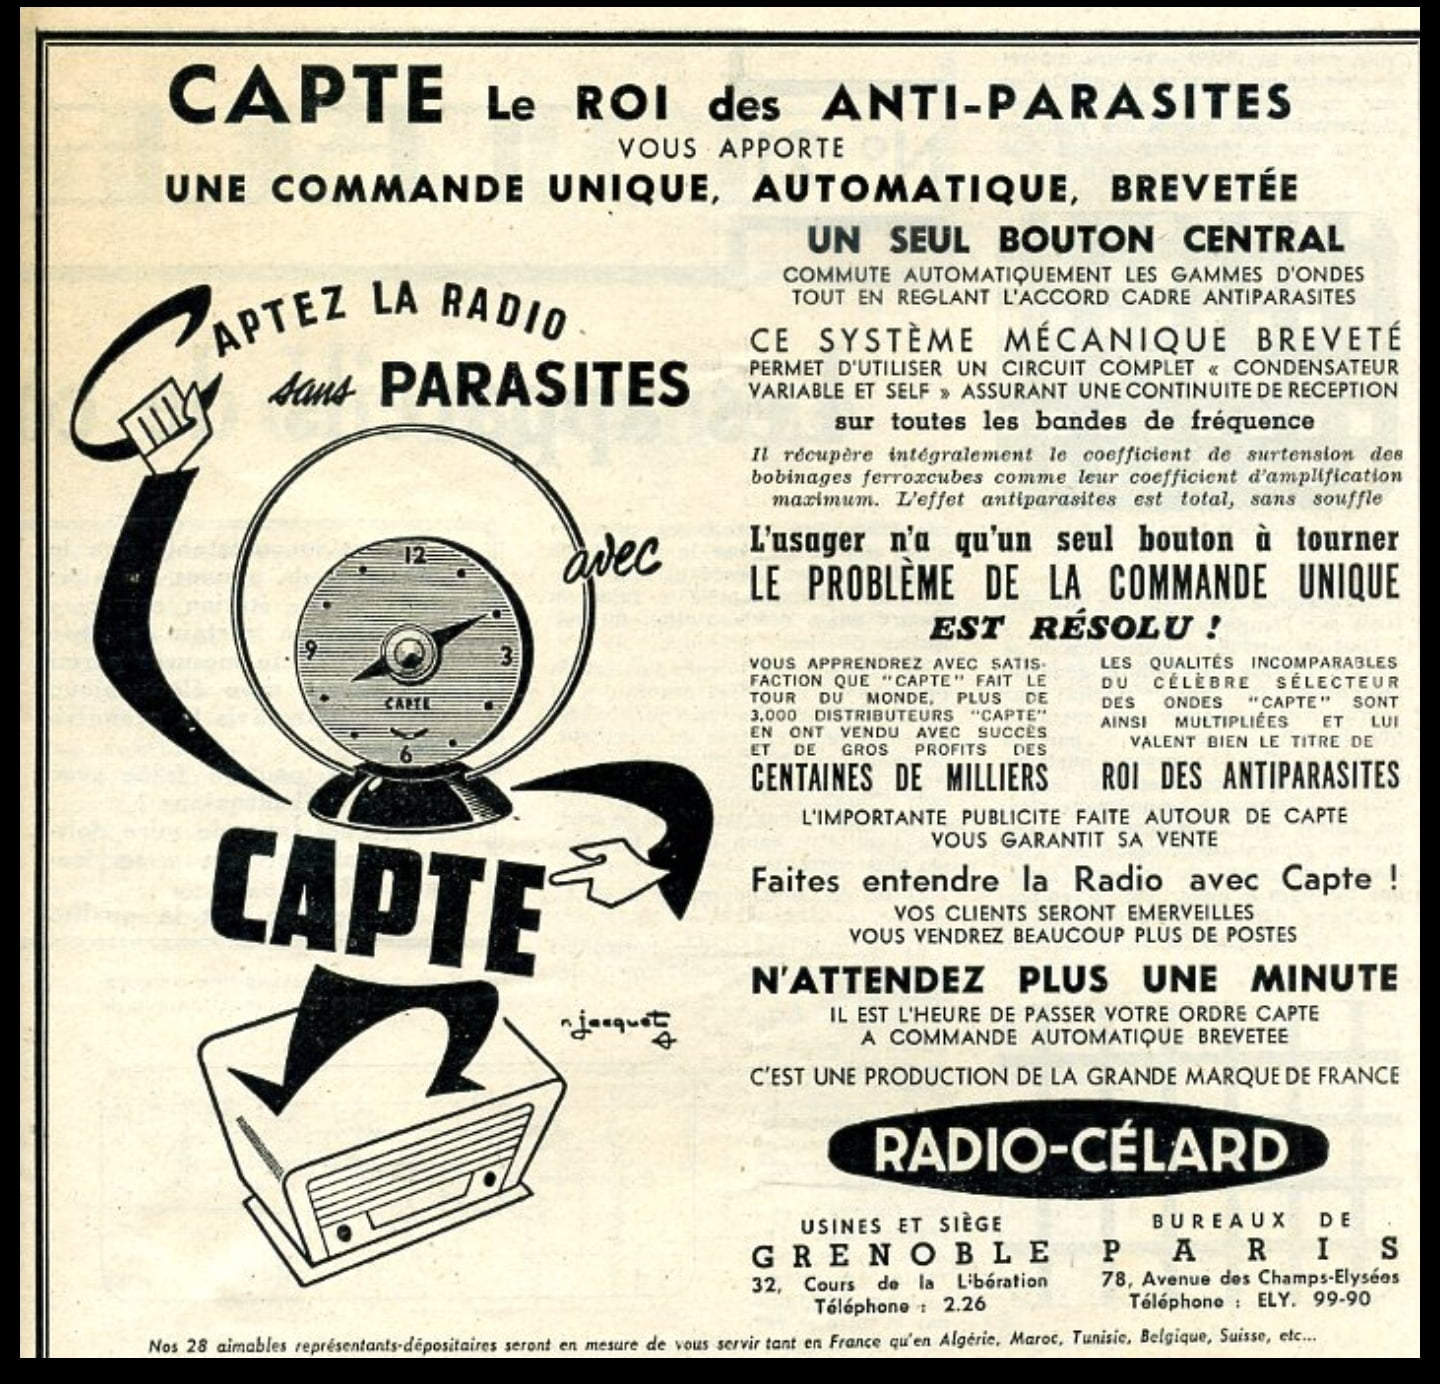 CAPTE Le ROI des ANTI-PARASITES
VOUS APPORTE
UNE COMMANDE UNIQUE, AUTOMATIQUE, BREVETÉE
CAPTEZ LA RADIO
sans PARASITES
avec
12
9
3
CAPTE
6
CAPTE
n. jacquet
UN SEUL BOUTON CENTRAL
COMMUTE AUTOMATIQUEMENT LES GAMMES D'ONDES
TOUT EN REGLANT L'ACCORD CADRE ANTIPARASITES
CE SYSTÈME MÉCANIQUE BREVETÉ
PERMET D'UTILISER UN CIRCUIT COMPLET « CONDENSATEUR
VARIABLE ET SELF » ASSURANT UNE CONTINUITE DE RECEPTION
sur toutes les bandes de fréquence
Il récupère intégralement le coefficient de surtension des
bobinages ferroxcubes comme leur coefficient d'amplification
maximum. L'effet antiparasites est total, sans souffle
L'usager n'a qu'un seul bouton à tourner
LE PROBLÈME DE LA COMMANDE UNIQUE
EST RÉSOLU !
VOUS APPRENDREZ AVEC SATIS-
FACTION QUE "CAPTE" FAIT LE
TOUR DU MONDE, PLUS DE
3.000 DISTRIBUTEURS "CAPTE"
EN ONT VENDU AVEC SUCCÈS
ET DE GROS PROFITS DES
CENTAINES DE MILLIERS
LES QUALITÉS INCOMPARABLES
DU CÉLÈBRE SÉLECTEUR
DES ONDES "CAPTE" SONT
AINSI MULTIPLIÉES ET LUI
VALENT BIEN LE TITRE DE
ROI DES ANTIPARASITES
L'IMPORTANTE PUBLICITE FAITE AUTOUR DE CAPTE
VOUS GARANTIT SA VENTE
Faites entendre la Radio avec Capte !
VOS CLIENTS SERONT EMERVEILLES
VOUS VENDREZ BEAUCOUP PLUS DE POSTES
N'ATTENDEZ PLUS UNE MINUTE
IL EST L'HEURE DE PASSER VOTRE ORDRE CAPTE
A COMMANDE AUTOMATIQUE BREVETEE
C'EST UNE PRODUCTION DE LA GRANDE MARQUE DE FRANCE
RADIO-CÉLARD
USINES ET SIÈGE
GRENOBLE
32, Cours de la Libération
Téléphone : 2.26
BUREAUX DE
PARIS
78, Avenue des Champs-Elysées
Téléphone : ELY. 99-90
Nos 28 aimables représentants-dépositaires seront en mesure de vous servir tant en France qu'en Algérie, Maroc, Tunisie, Belgique, Suisse, etc...